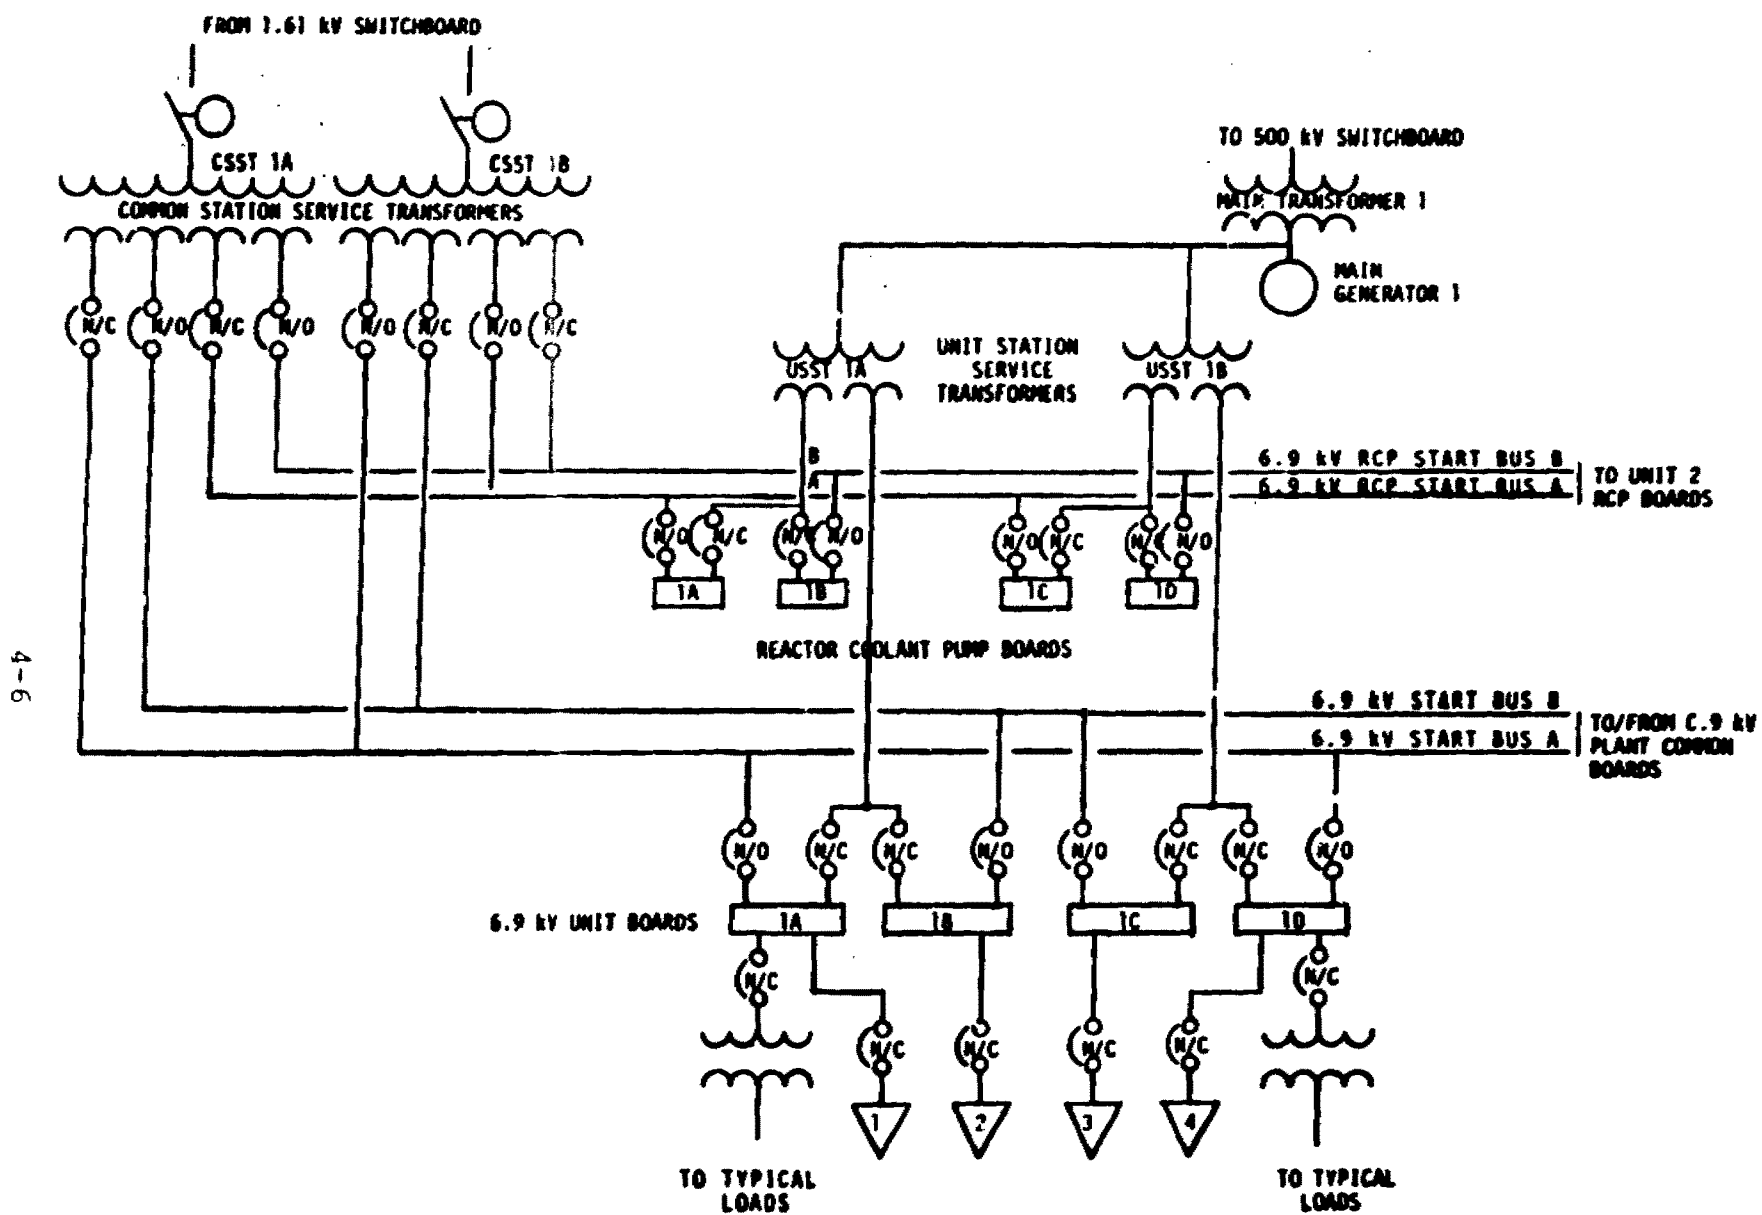 FROM 1.61 kV SWITCHBOARD
TO 500 kV SWITCHBOARD
CSST 1A
CSST 1B
COMMON STATION SERVICE TRANSFORMERS
MAIN TRANSFORMER 1
MAIN
GENERATOR 1
N/C
N/O
N/C
N/O
N/O
N/C
N/O
N/C
USST 1A
UNIT STATION
SERVICE
TRANSFORMERS
USST 1B
B
A
6.9 kV RCP START BUS B
6.9 kV RCP START BUS A
TO UNIT 2
RCP BOARDS
N/O
N/C
N/C
N/O
N/O
N/C
N/C
N/O
1A
1B
1C
1D
REACTOR COOLANT PUMP BOARDS
4-6
6.9 kV START BUS B
6.9 kV START BUS A
TO/FROM C.9 kV
PLANT COMMON
BOARDS
N/O
N/C
N/C
N/O
N/O
N/C
N/C
N/O
6.9 kV UNIT BOARDS
1A
1B
1C
1D
N/C
N/C
N/C
N/C
N/C
N/C
1
2
3
4
TO TYPICAL
LOADS
TO TYPICAL
LOADS